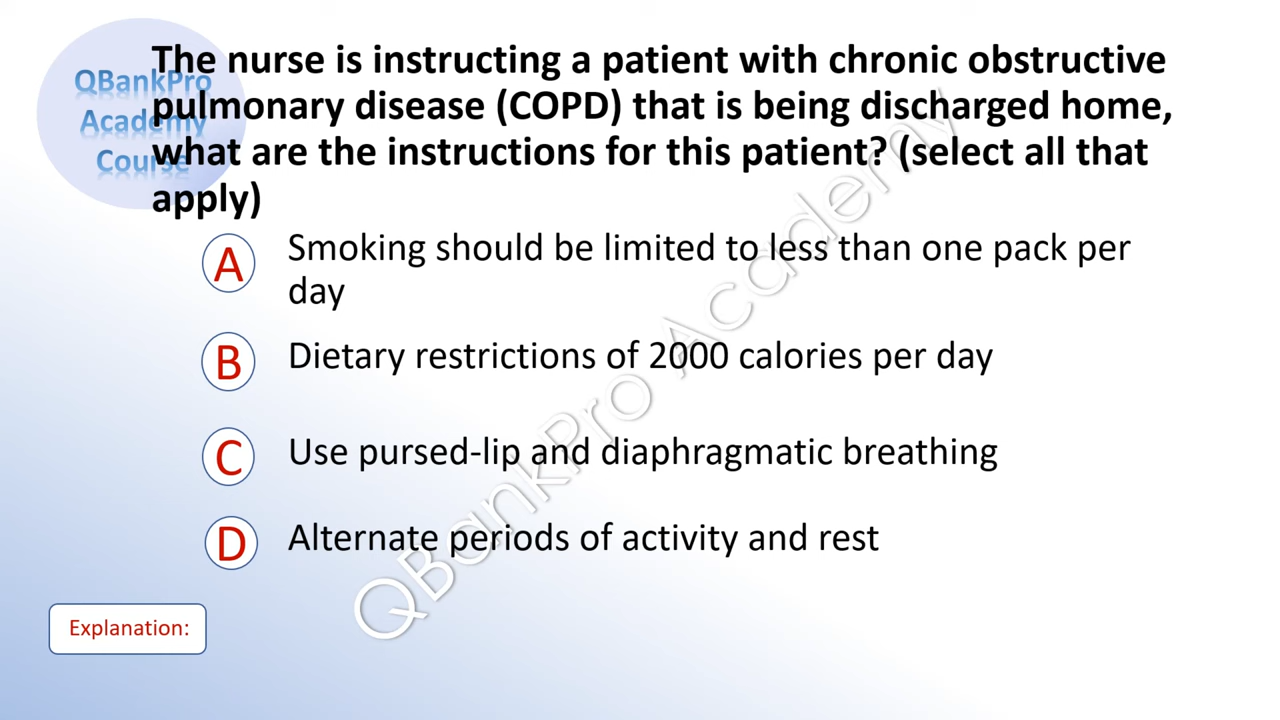 QBankPro
Academy
Course
The nurse is instructing a patient with chronic obstructive
pulmonary disease (COPD) that is being discharged home,
what are the instructions for this patient? (select all that
apply)
A Smoking should be limited to less than one pack per
day
B Dietary restrictions of 2000 calories per day
C Use pursed-lip and diaphragmatic breathing
D Alternate periods of activity and rest
QBankPro Academy
Explanation: